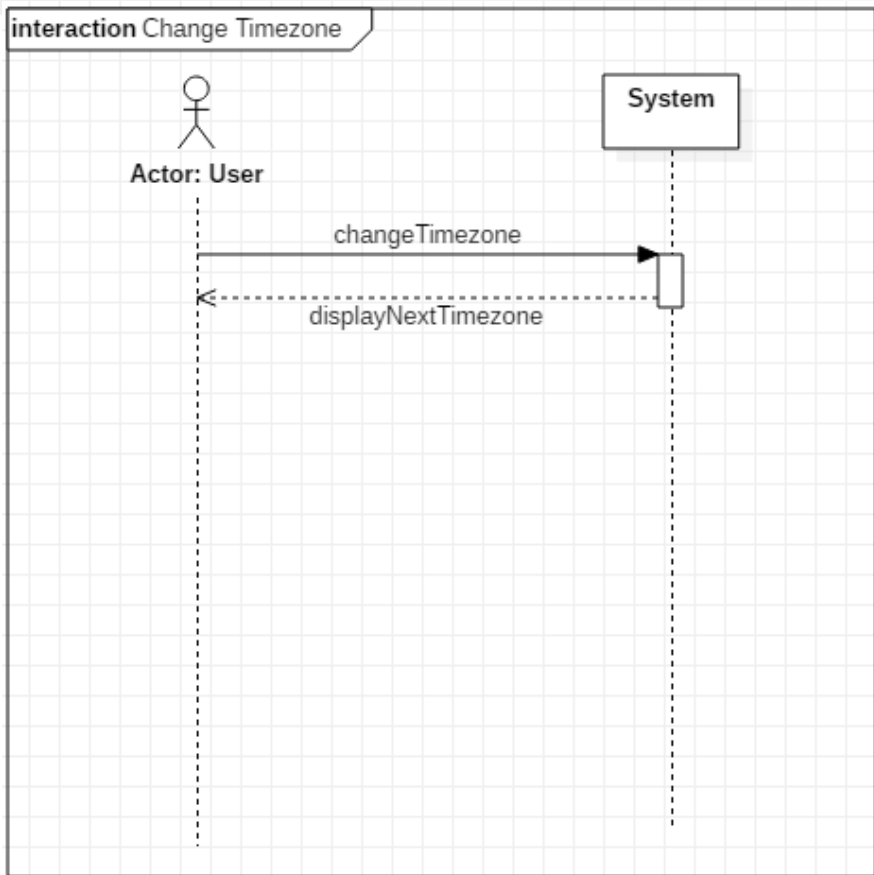 interaction Change Timezone
System
Actor: User
changeTimezone
displayNextTimezone